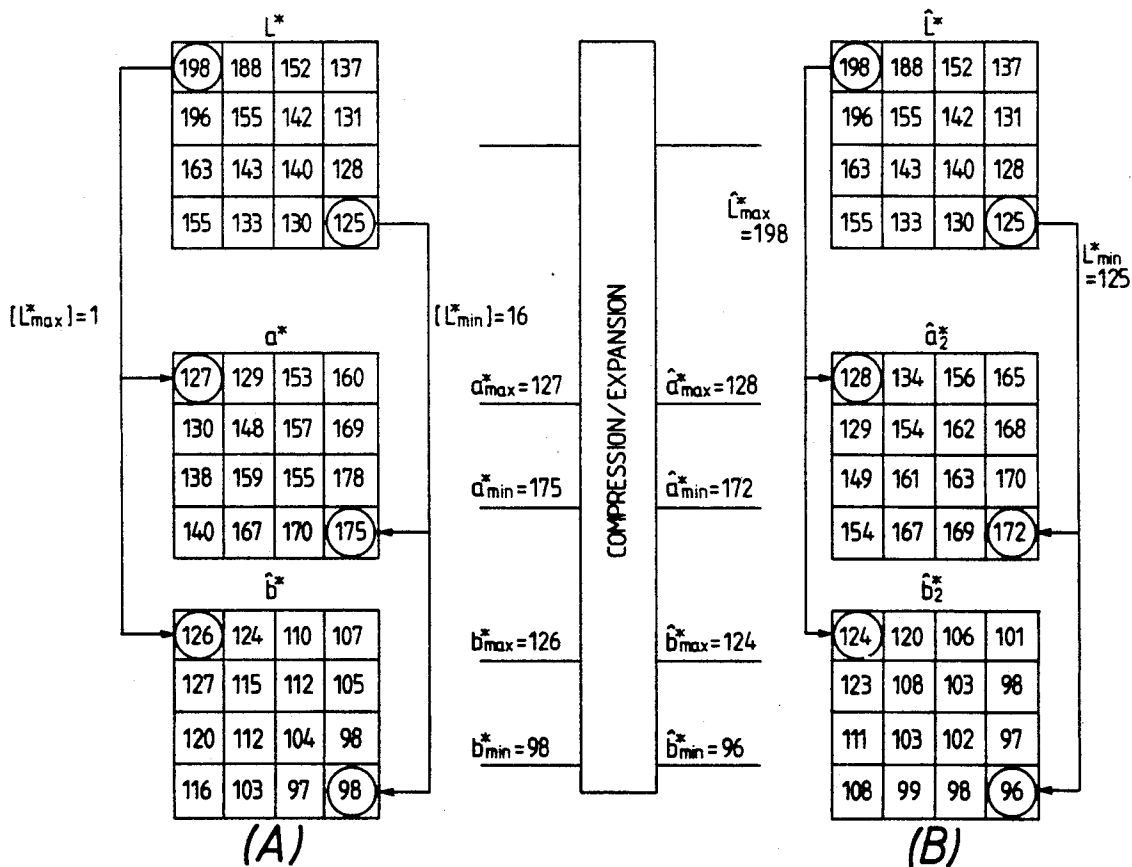 L*
198 188 152 137
196 155 142 131
163 143 140 128
155 133 130 125
[L*max]=1
[L*min]=16
a*
127 129 153 160
130 148 157 169
138 159 155 178
140 167 170 175
b̂*
126 124 110 107
127 115 112 105
120 112 104 98
116 103 97 98
(A)
a*max=127
a*min=175
b*max=126
b*min=98
COMPRESSION/EXPANSION
â*max=128
â*min=172
b̂*max=124
b̂*min=96
L̂*
198 188 152 137
196 155 142 131
163 143 140 128
155 133 130 125
L̂*max
=198
L*min
=125
â*2
128 134 156 165
129 154 162 168
149 161 163 170
154 167 169 172
b̂*2
124 120 106 101
123 108 103 98
111 103 102 97
108 99 98 96
(B)